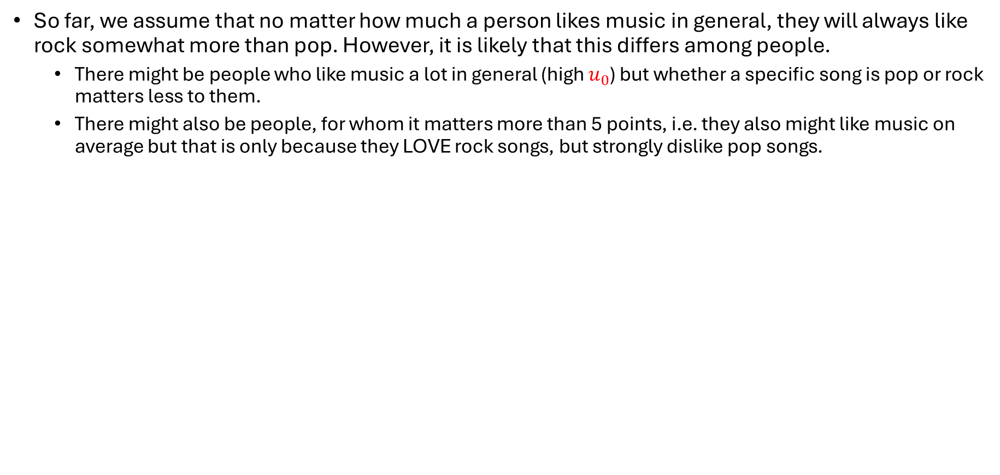 • So far, we assume that no matter how much a person likes music in general, they will always like
rock somewhat more than pop. However, it is likely that this differs among people.
• There might be people who like music a lot in general (high u₀) but whether a specific song is pop or rock
matters less to them.
• There might also be people, for whom it matters more than 5 points, i.e. they also might like music on
average but that is only because they LOVE rock songs, but strongly dislike pop songs.